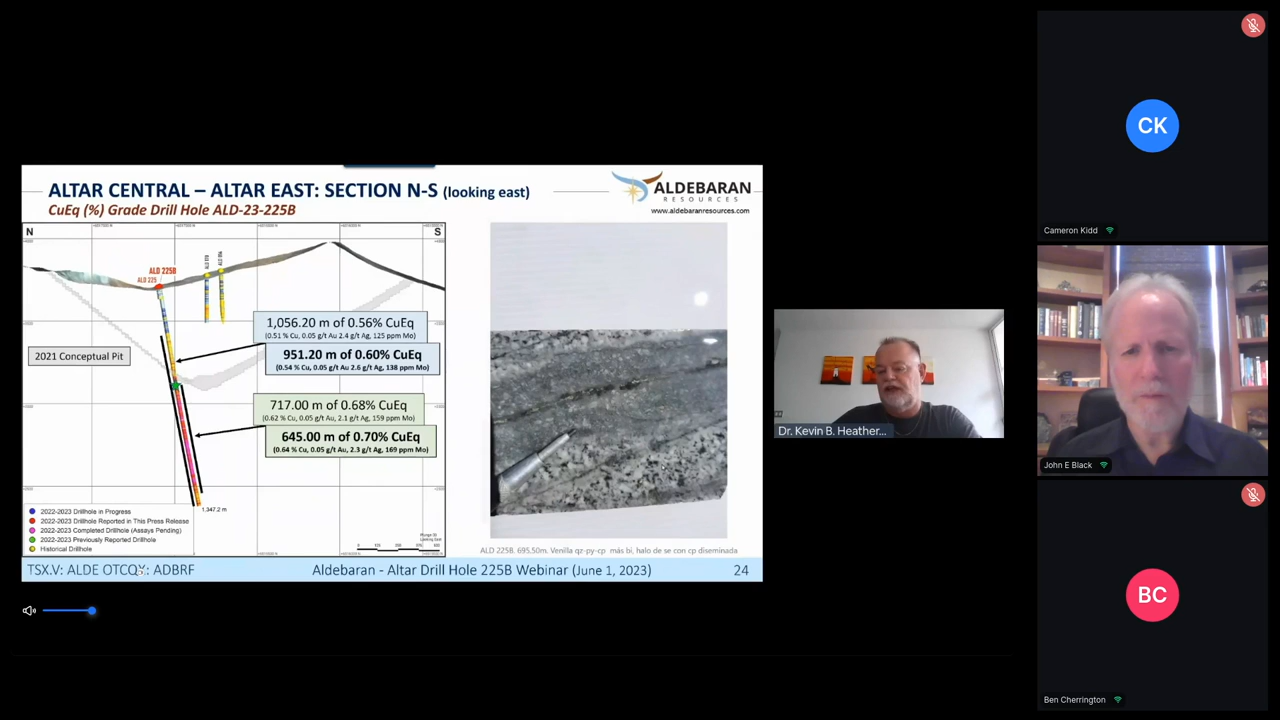 ALTAR CENTRAL – ALTAR EAST: SECTION N-S (looking east)
CuEq (%) Grade Drill Hole ALD-23-225B
ALDEBARAN
RESOURCES
www.aldebaranresources.com
N
S
ALD 225B
ALD 225
2021 Conceptual Pit
1,056.20 m of 0.56% CuEq
(0.51 % Cu, 0.05 g/t Au 2.4 g/t Ag, 125 ppm Mo)
951.20 m of 0.60% CuEq
(0.54 % Cu, 0.05 g/t Au 2.6 g/t Ag, 138 ppm Mo)
717.00 m of 0.68% CuEq
(0.62 % Cu, 0.05 g/t Au, 2.1 g/t Ag, 159 ppm Mo)
645.00 m of 0.70% CuEq
(0.64 % Cu, 0.05 g/t Au, 2.3 g/t Ag, 169 ppm Mo)
1.347.2 m
2022-2023 Drillhole in Progress
2022-2023 Drillhole Reported in This Press Release
2022-2023 Completed Drillhole (Assays Pending)
2022-2023 Previously Reported Drillhole
Historical Drillhole
ALD 225B. 695.50m. Venilla qz-py-cp más bi, halo de se con cp diseminada
TSX.V: ALDE OTCQX: ADBRF
Aldebaran - Altar Drill Hole 225B Webinar (June 1, 2023)
24
Dr. Kevin B. Heather...
CK
Cameron Kidd
John E Black
BC
Ben Cherrington